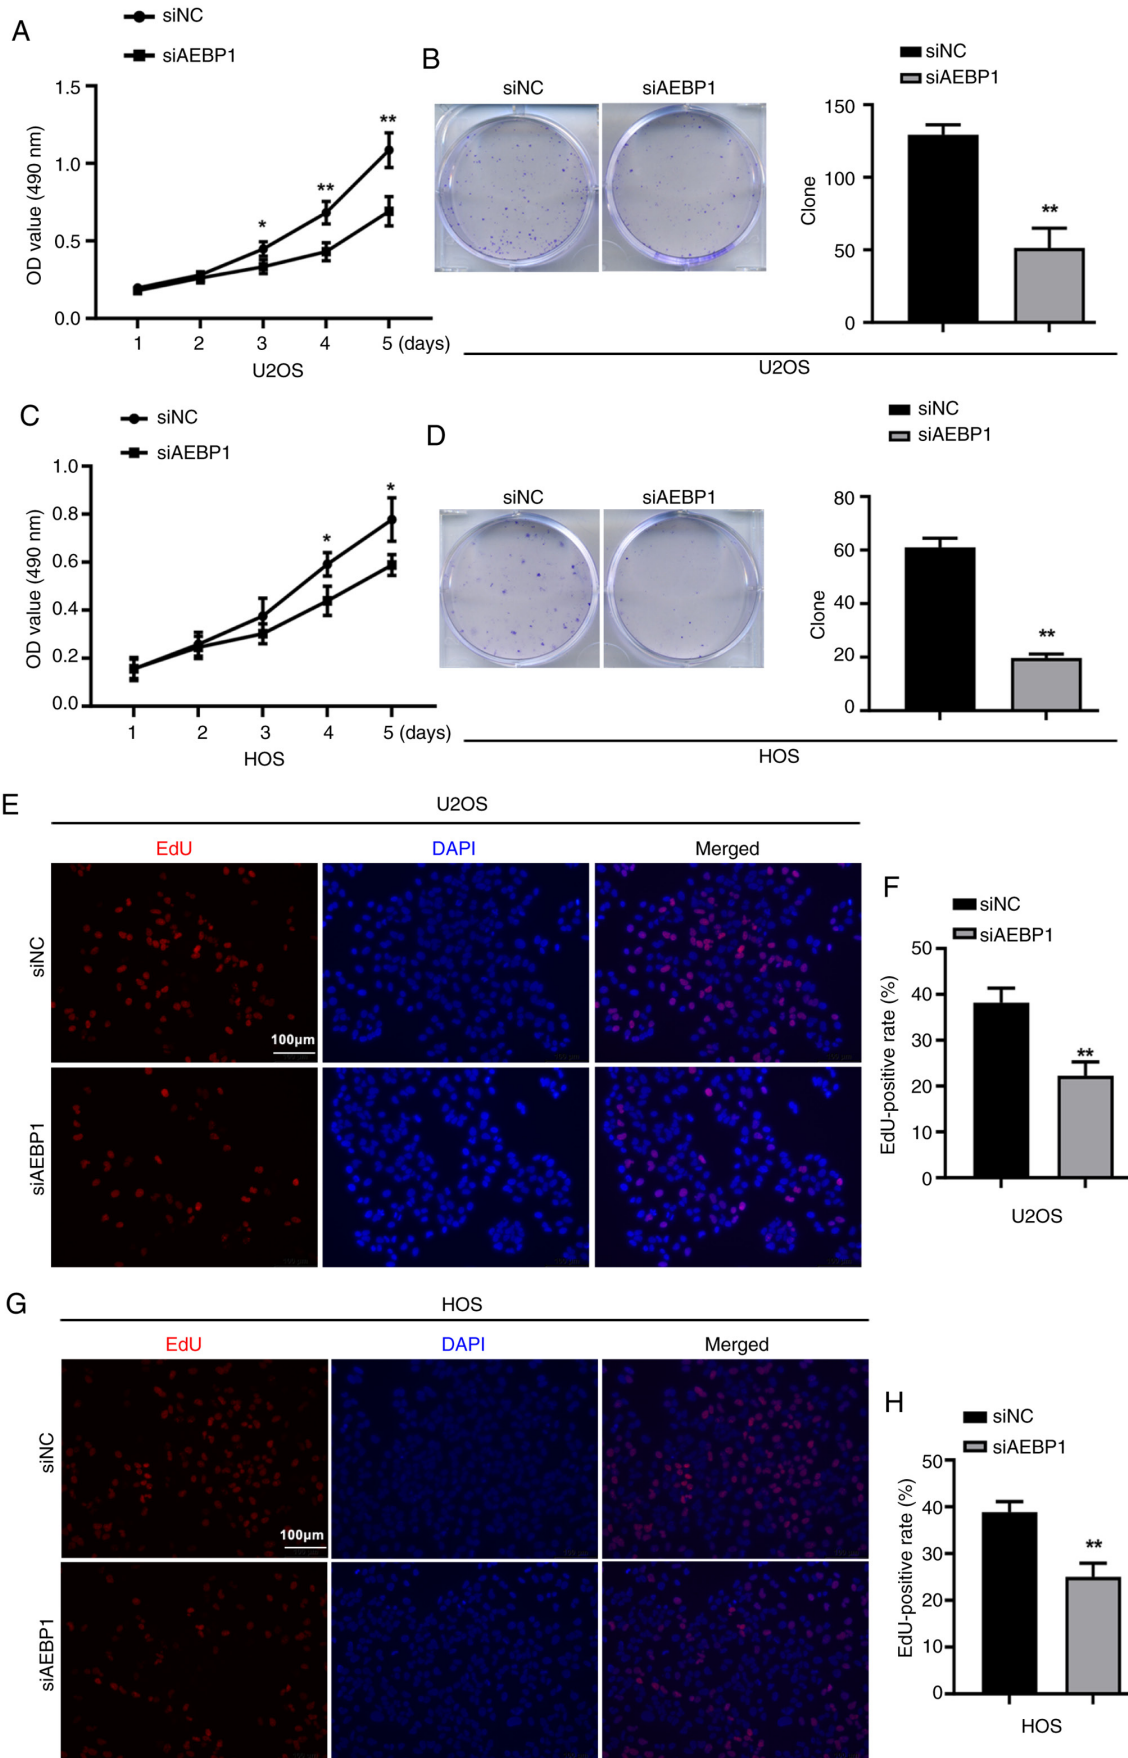 A
siNC
siAEBP1
OD value (490 nm)
1.5
1.0
0.5
0.0
*
**
**
1 2 3 4 5 (days)
U2OS
B
siNC siAEBP1
siNC
siAEBP1
Clone
150
100
50
0
**
U2OS
C
siNC
siAEBP1
OD value (490 nm)
1.0
0.8
0.6
0.4
0.2
0.0
*
*
1 2 3 4 5 (days)
HOS
D
siNC siAEBP1
siNC
siAEBP1
Clone
80
60
40
20
0
**
HOS
E
U2OS
EdU DAPI Merged
siNC
100µm
siAEBP1
F
siNC
siAEBP1
EdU-positive rate (%)
50
40
30
20
10
0
**
U2OS
G
HOS
EdU DAPI Merged
siNC
100µm
siAEBP1
H
siNC
siAEBP1
EdU-positive rate (%)
50
40
30
20
10
0
**
HOS